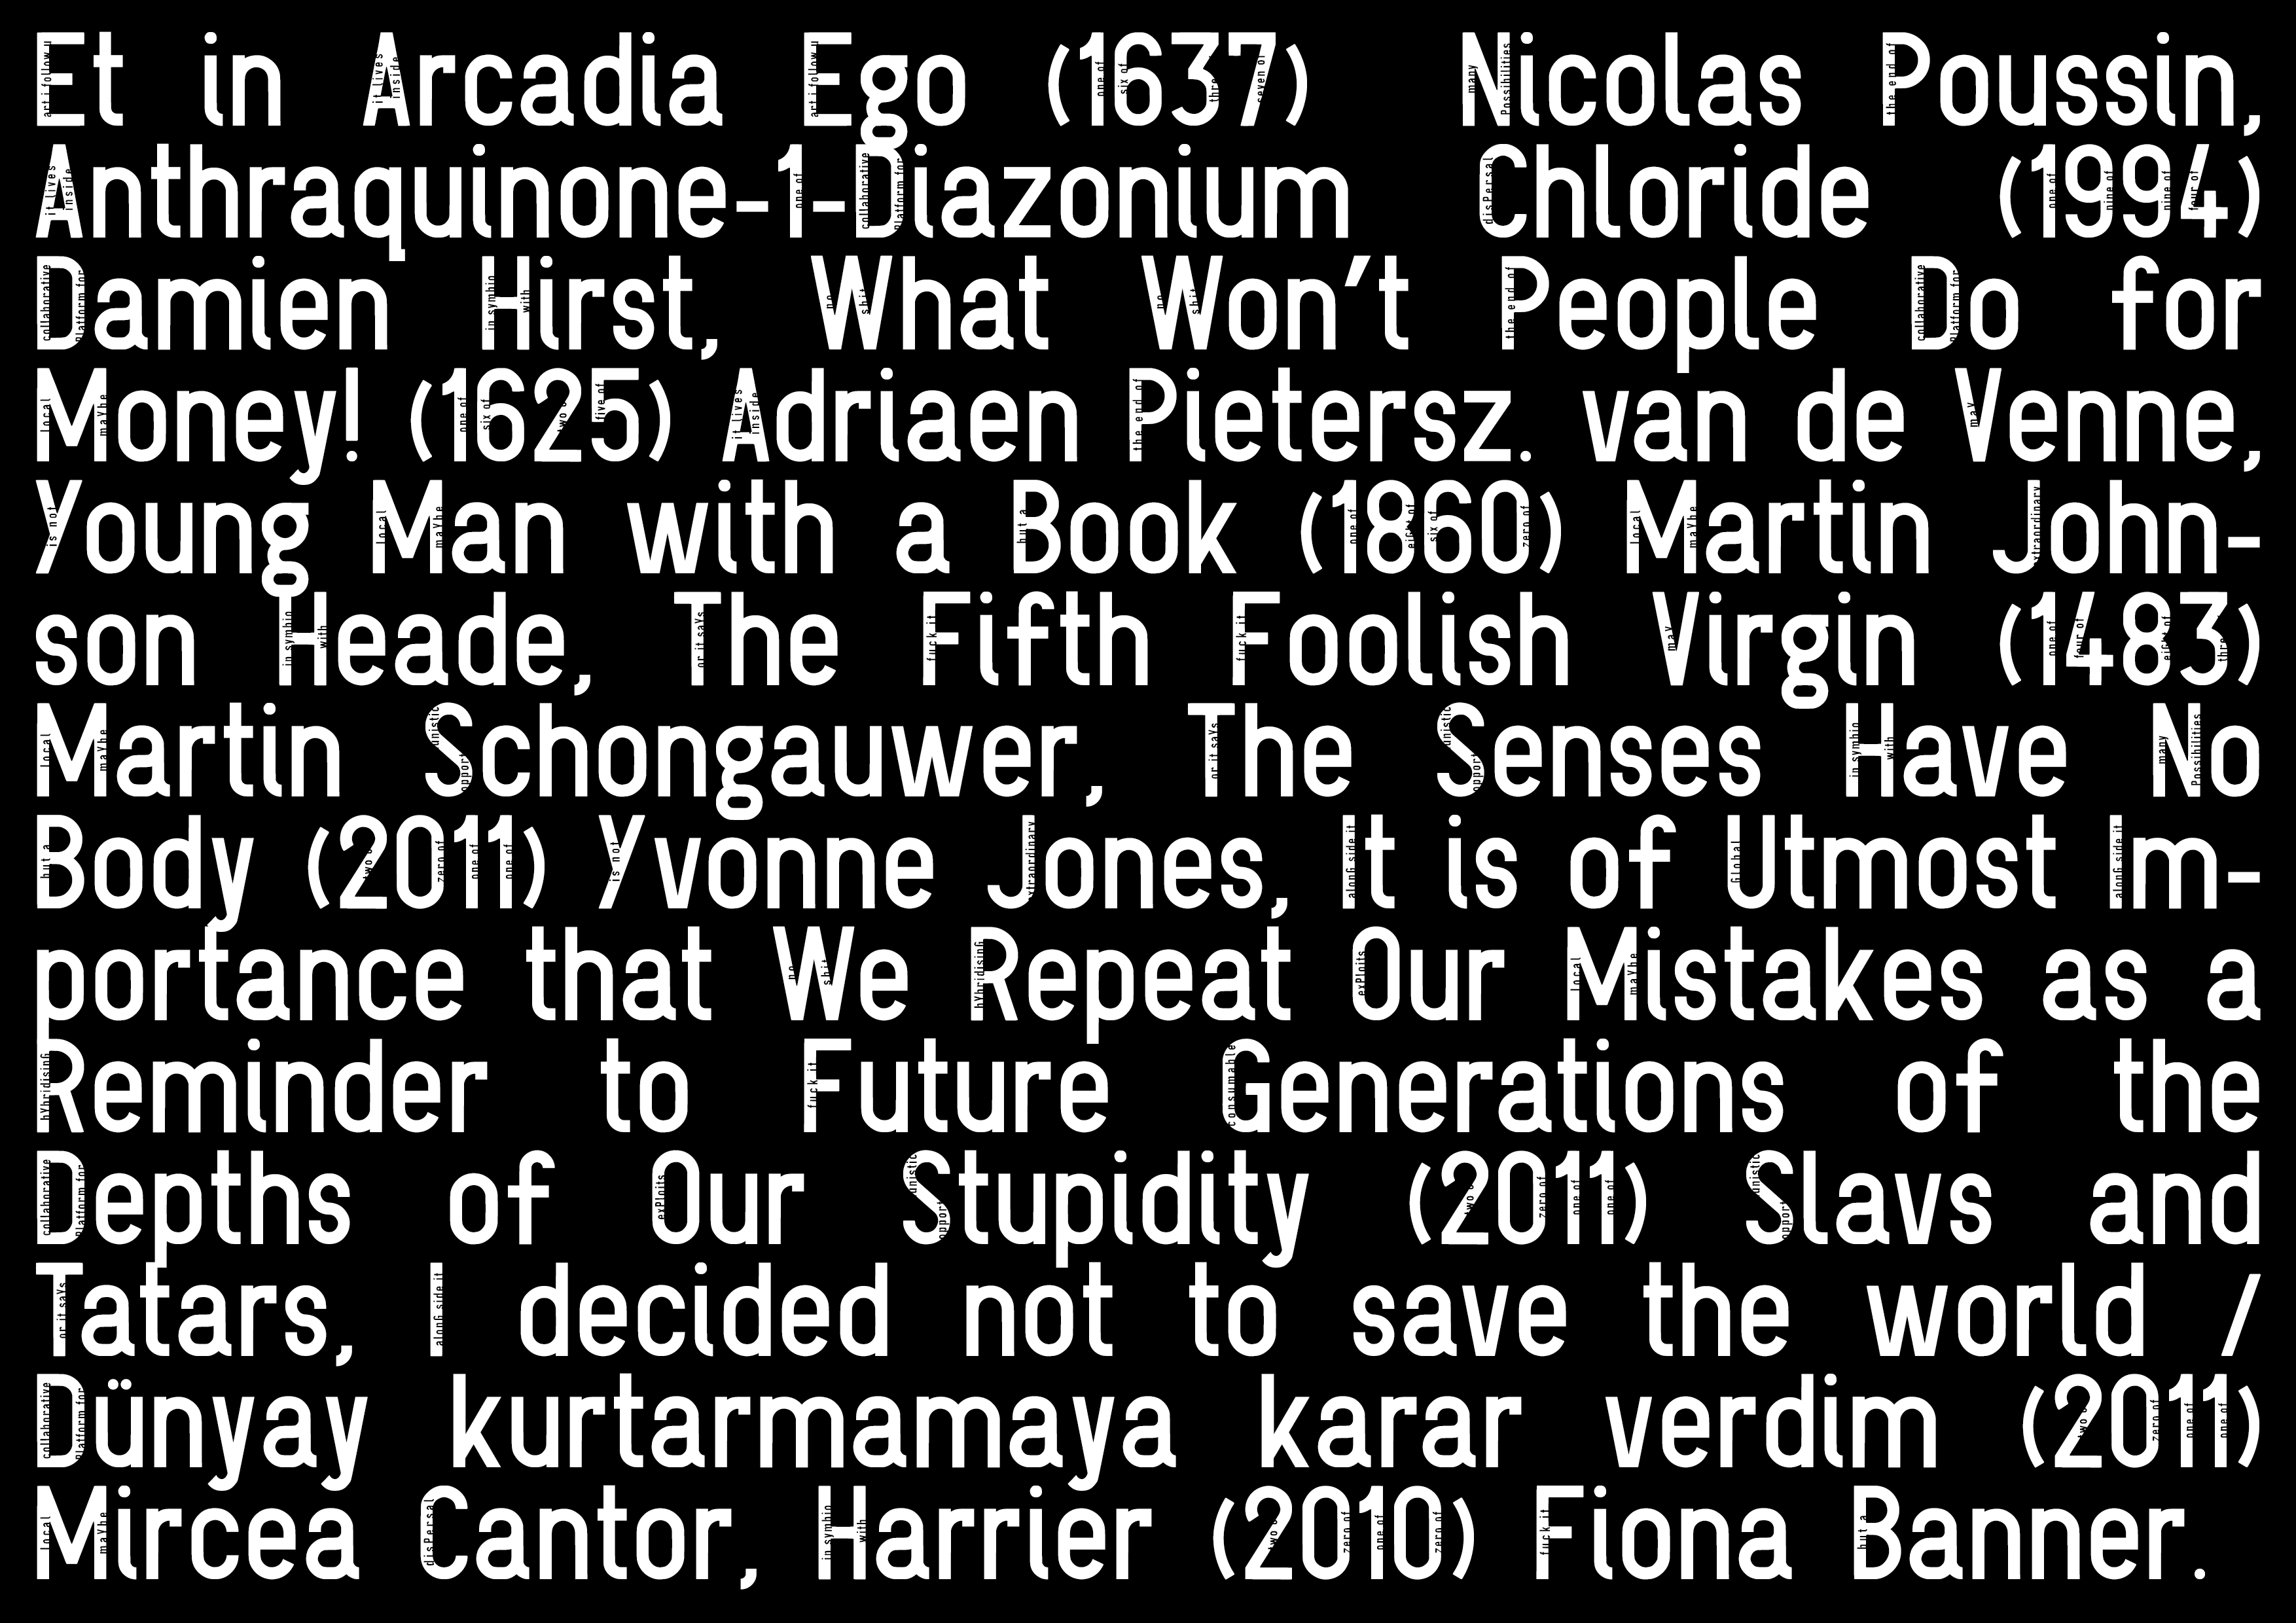 Et in Arcadia Ego (1637) Nicolas Poussin,
Anthraquinone-1-Diazonium Chloride (1994)
Damien Hirst, What Won't People Do for
Money! (1625) Adriaen Pietersz. van de Venne,
Young Man with a Book (1860) Martin John-
son Heade, The Fifth Foolish Virgin (1483)
Martin Schongauwer, The Senses Have No
Body (2011) Yvonne Jones, It is of Utmost Im-
portance that We Repeat Our Mistakes as a
Reminder to Future Generations of the
Depths of Our Stupidity (2011) Slavs and
Tatars, I decided not to save the world /
Dünyay kurtarmamaya karar verdim (2011)
Mircea Cantor, Harrier (2010) Fiona Banner.